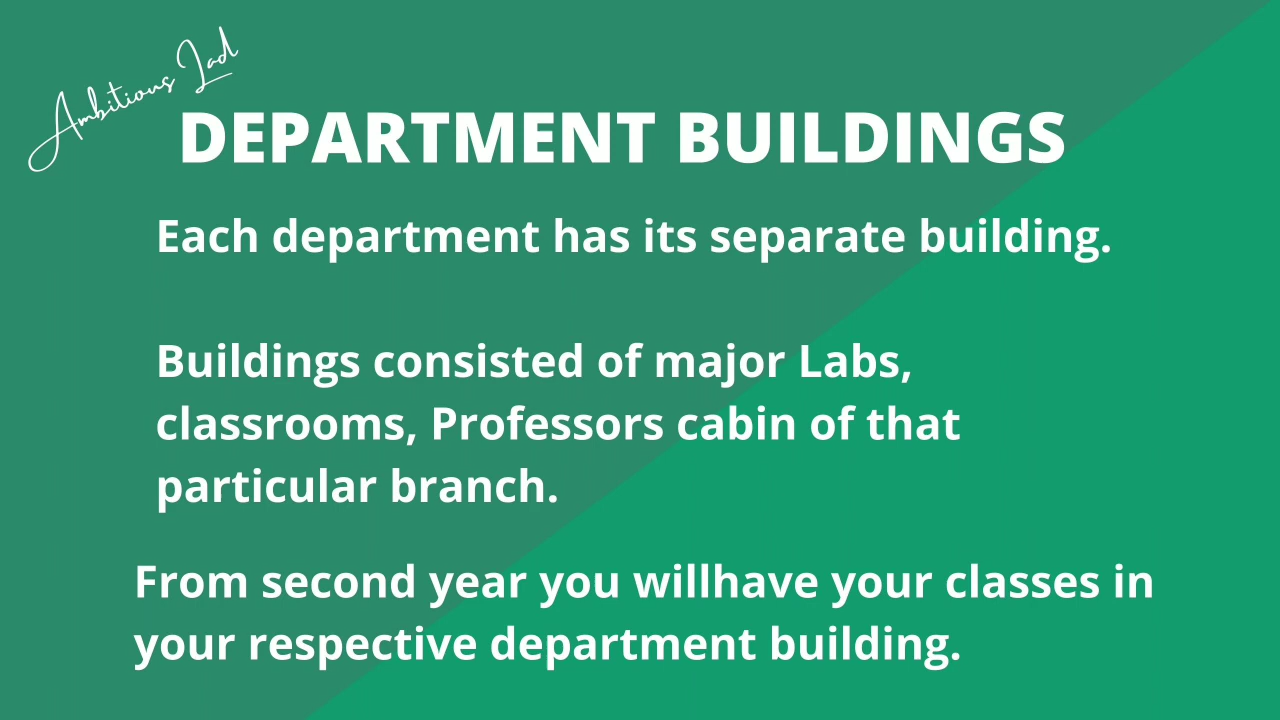 Ambitious Lad
DEPARTMENT BUILDINGS
Each department has its separate building.
Buildings consisted of major Labs,
classrooms, Professors cabin of that
particular branch.
From second year you willhave your classes in
your respective department building.